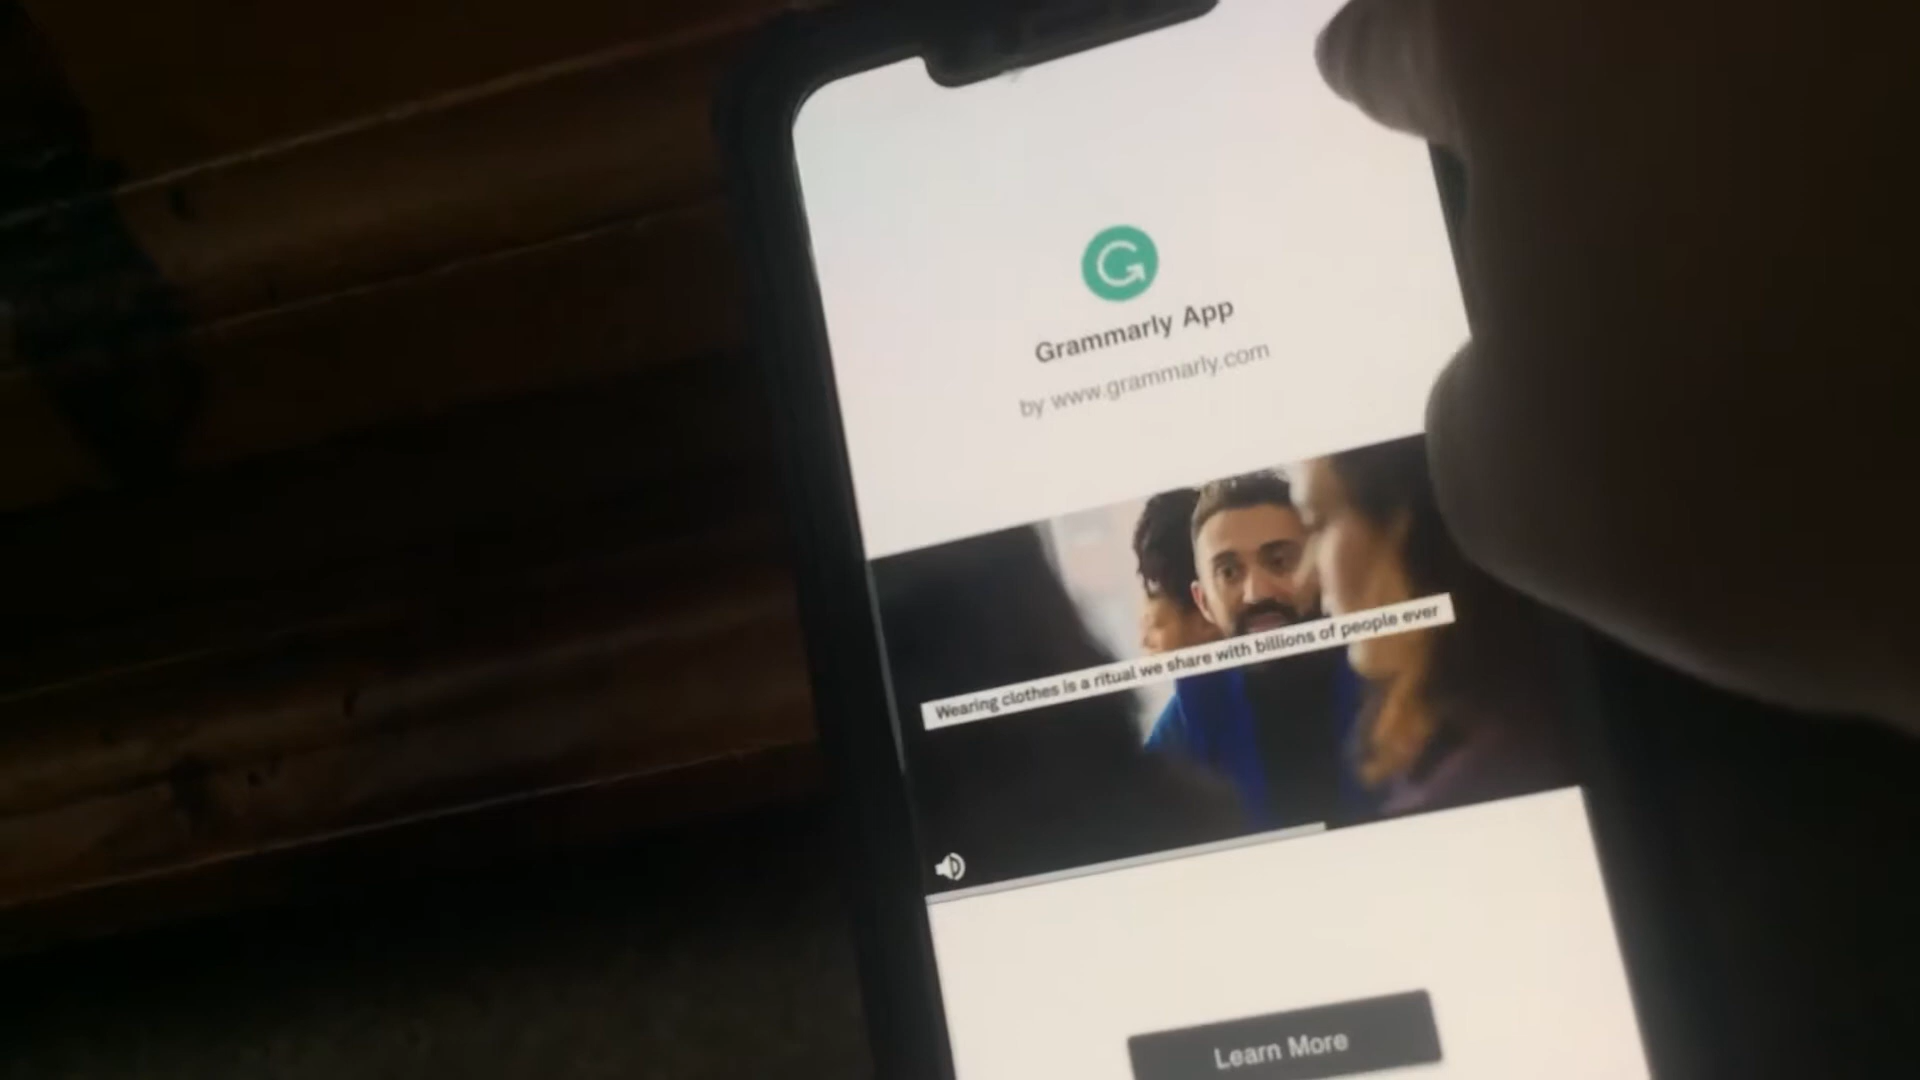 Grammarly App
by www.grammarly.com
Wearing clothes is a ritual we share with billions of people ever
Learn More